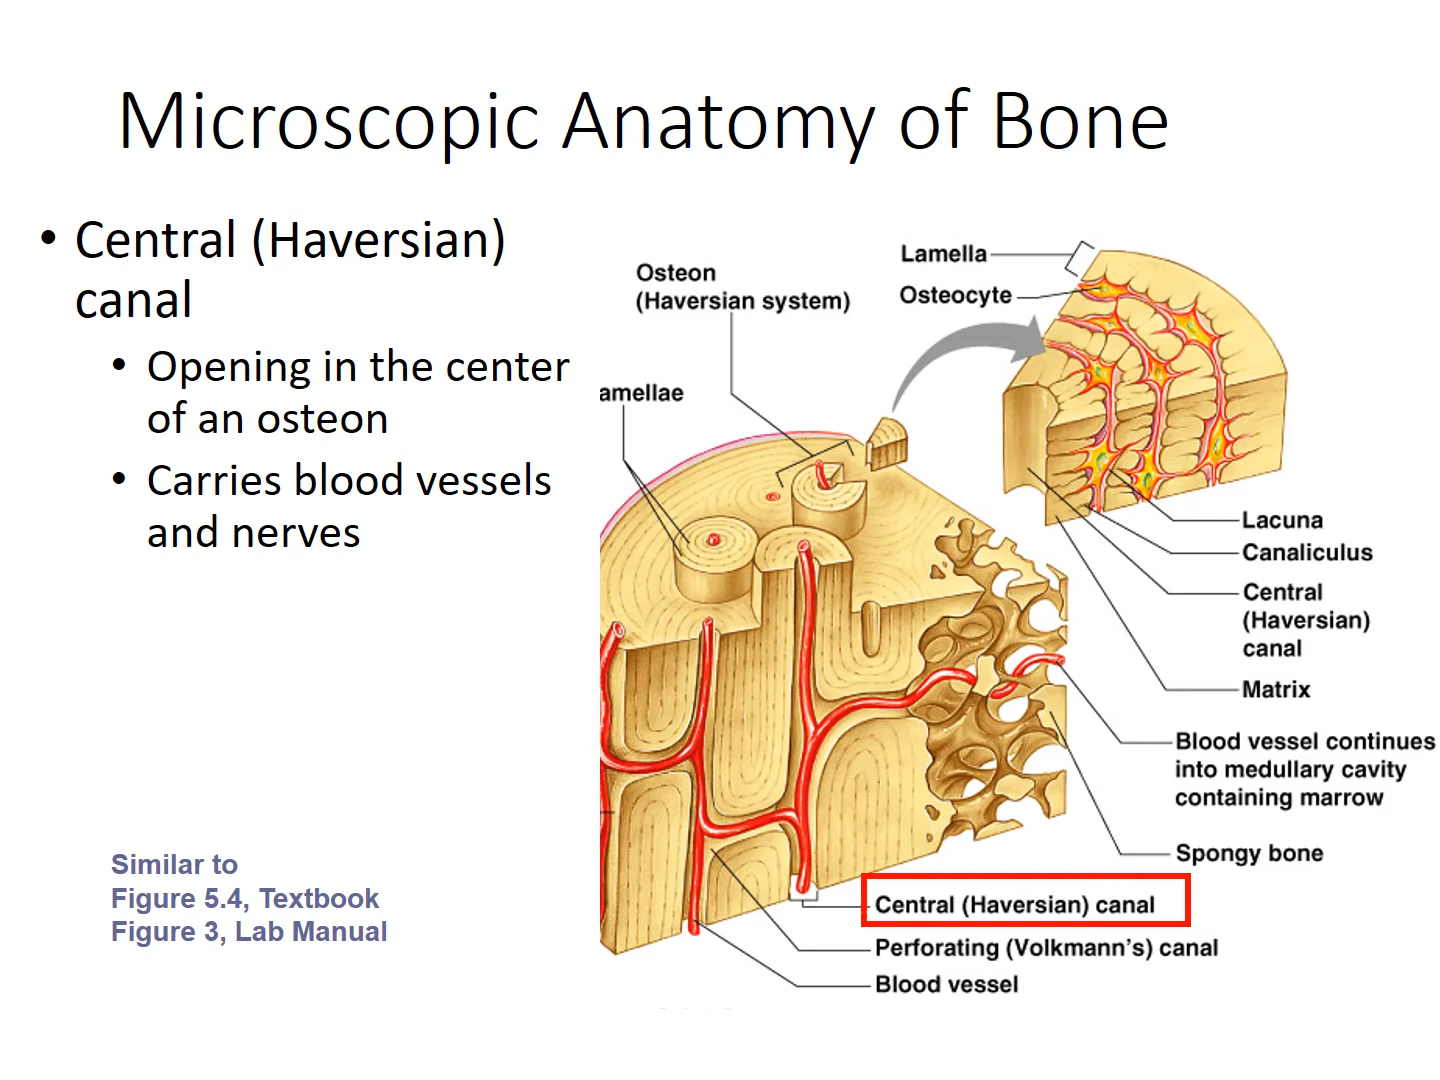 Microscopic Anatomy of Bone
• Central (Haversian)
canal
• Opening in the center
of an osteon
• Carries blood vessels
and nerves
Similar to
Figure 5.4, Textbook
Figure 3, Lab Manual
Osteon
(Haversian system)
amellae
Lamella
Osteocyte
Lacuna
Canaliculus
Central
(Haversian)
canal
Matrix
Blood vessel continues
into medullary cavity
containing marrow
Spongy bone
Central (Haversian) canal
Perforating (Volkmann’s) canal
Blood vessel